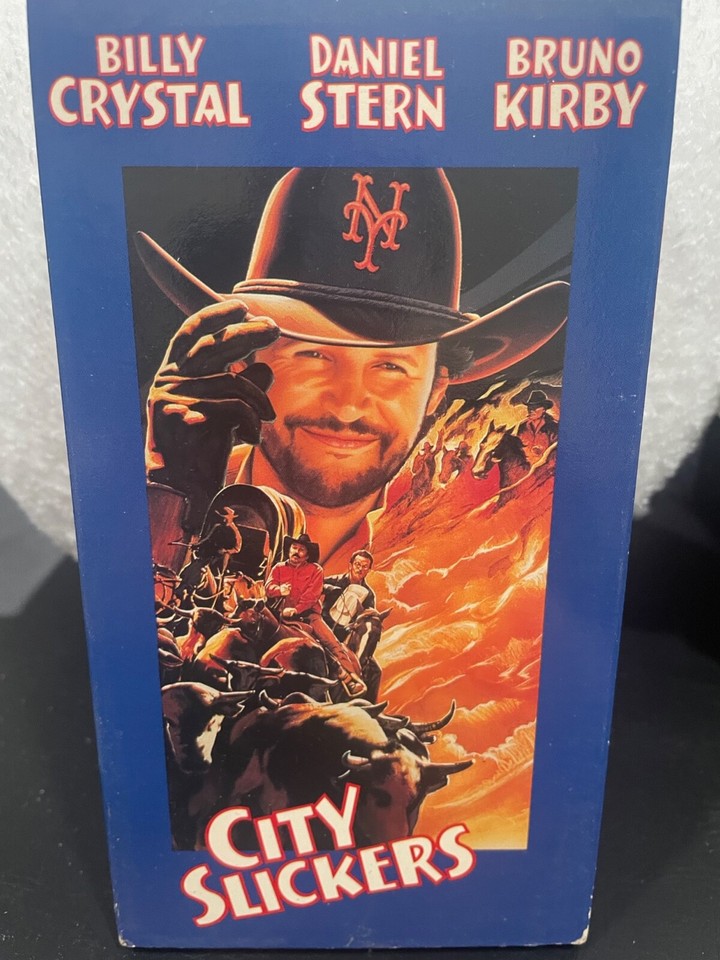 BILLY CRYSTAL
DANIEL STERN
BRUNO KIRBY
NY
CITY
SLICKERS